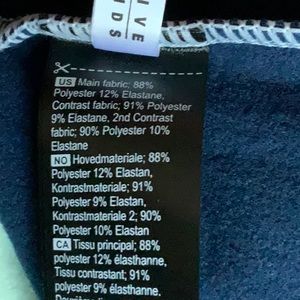 IVE
IDS
US Main fabric; 88%
Polyester 12% Elastane,
Contrast fabric; 91% Polyester
9% Elastane, 2nd Contrast
fabric; 90% Polyester 10%
Elastane
NO Hovedmateriale; 88%
Polyester 12% Elastan,
Kontrastmateriale; 91%
Polyester 9% Elastan,
Kontrastmateriale 2; 90%
Polyester 10% Elastan
CA Tissu principal; 88%
polyester 12% élasthanne,
Tissu contrastant; 91%
polyester 9% élasthanne,